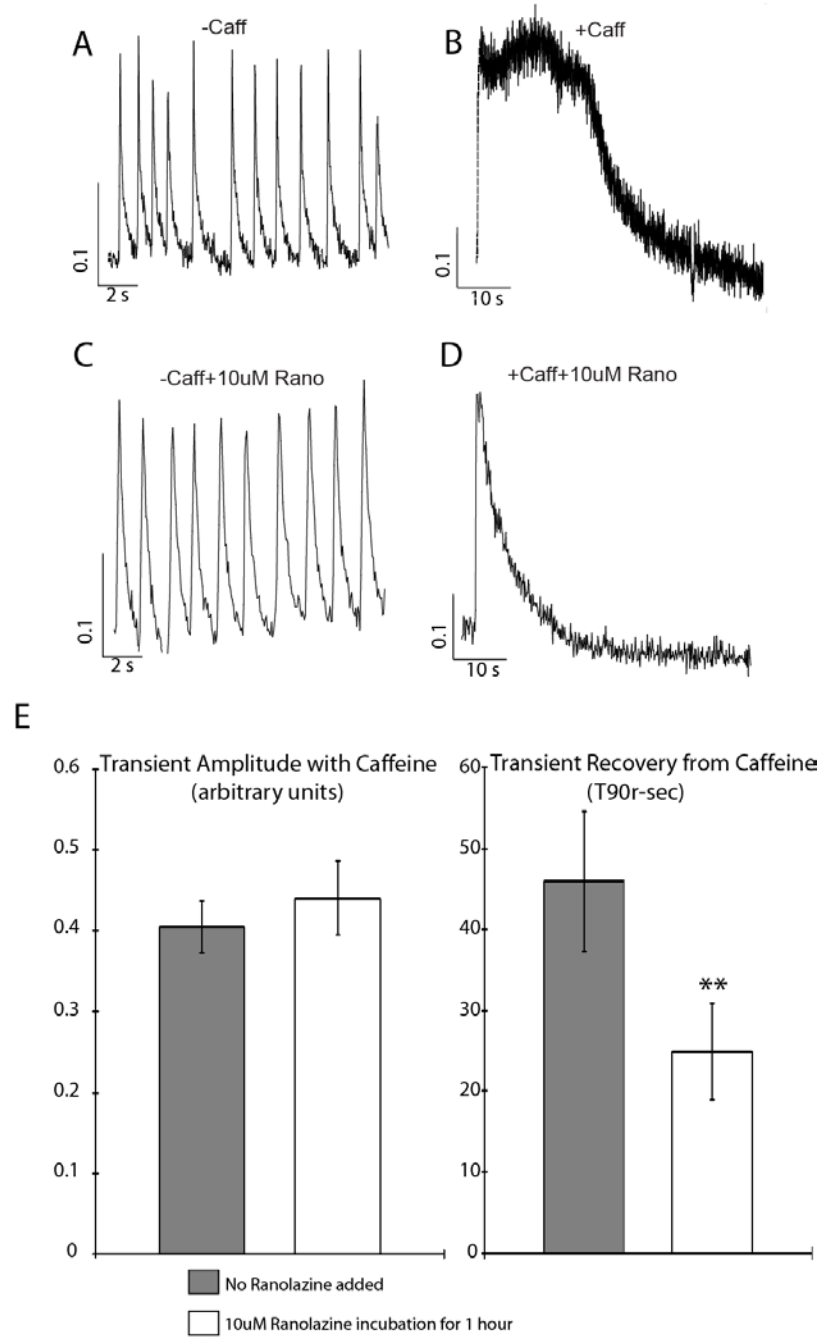 A
-Caff
0.1
2 s
B
+Caff
0.1
10 s
C
-Caff+10uM Rano
0.1
2 s
D
+Caff+10uM Rano
0.1
10 s
E
Transient Amplitude with Caffeine
(arbitrary units)
0.6
0.5
0.4
0.3
0.2
0.1
0
Transient Recovery from Caffeine
(T90r-sec)
60
50
40
30
20
10
0
**
No Ranolazine added
10uM Ranolazine incubation for 1 hour